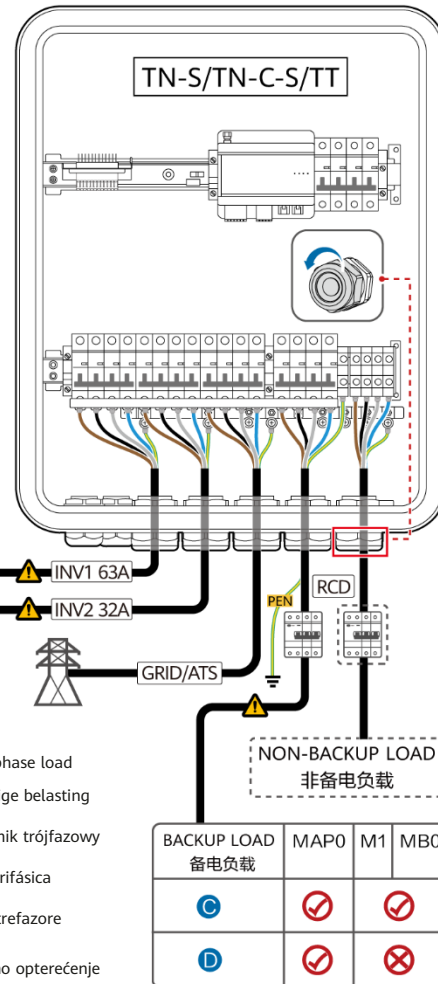 TN-S/TN-C-S/TT
INV1 63A
INV2 32A
GRID/ATS
PEN
RCD
NON-BACKUP LOAD
非备电负载
phase load
ge belasting
nik trójfazowy
rifásica
trefazore
o opterećenje
BACKUP LOAD
备电负载
MAP0
M1
MB0
C
D